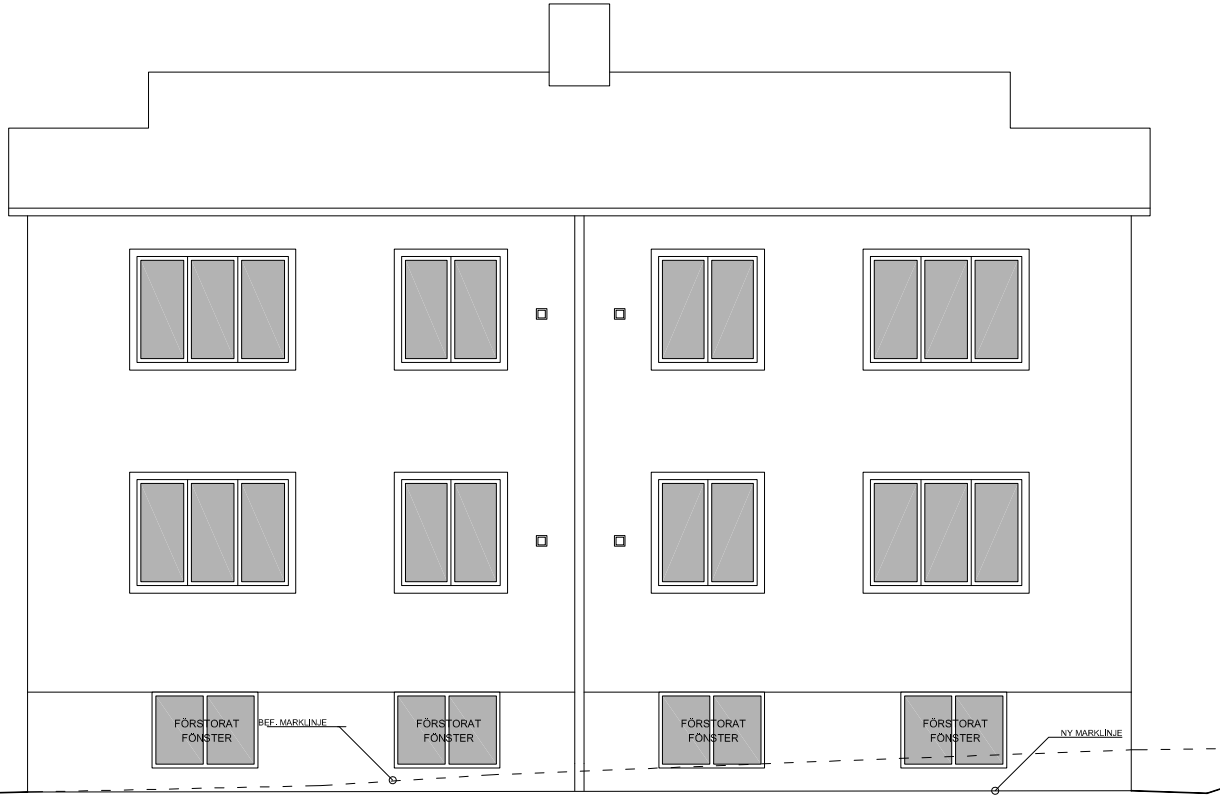 FÖRSTORAT
FÖNSTER
BEF. MARKLINJE
FÖRSTORAT
FÖNSTER
FÖRSTORAT
FÖNSTER
FÖRSTORAT
FÖNSTER
NY MARKLINJE